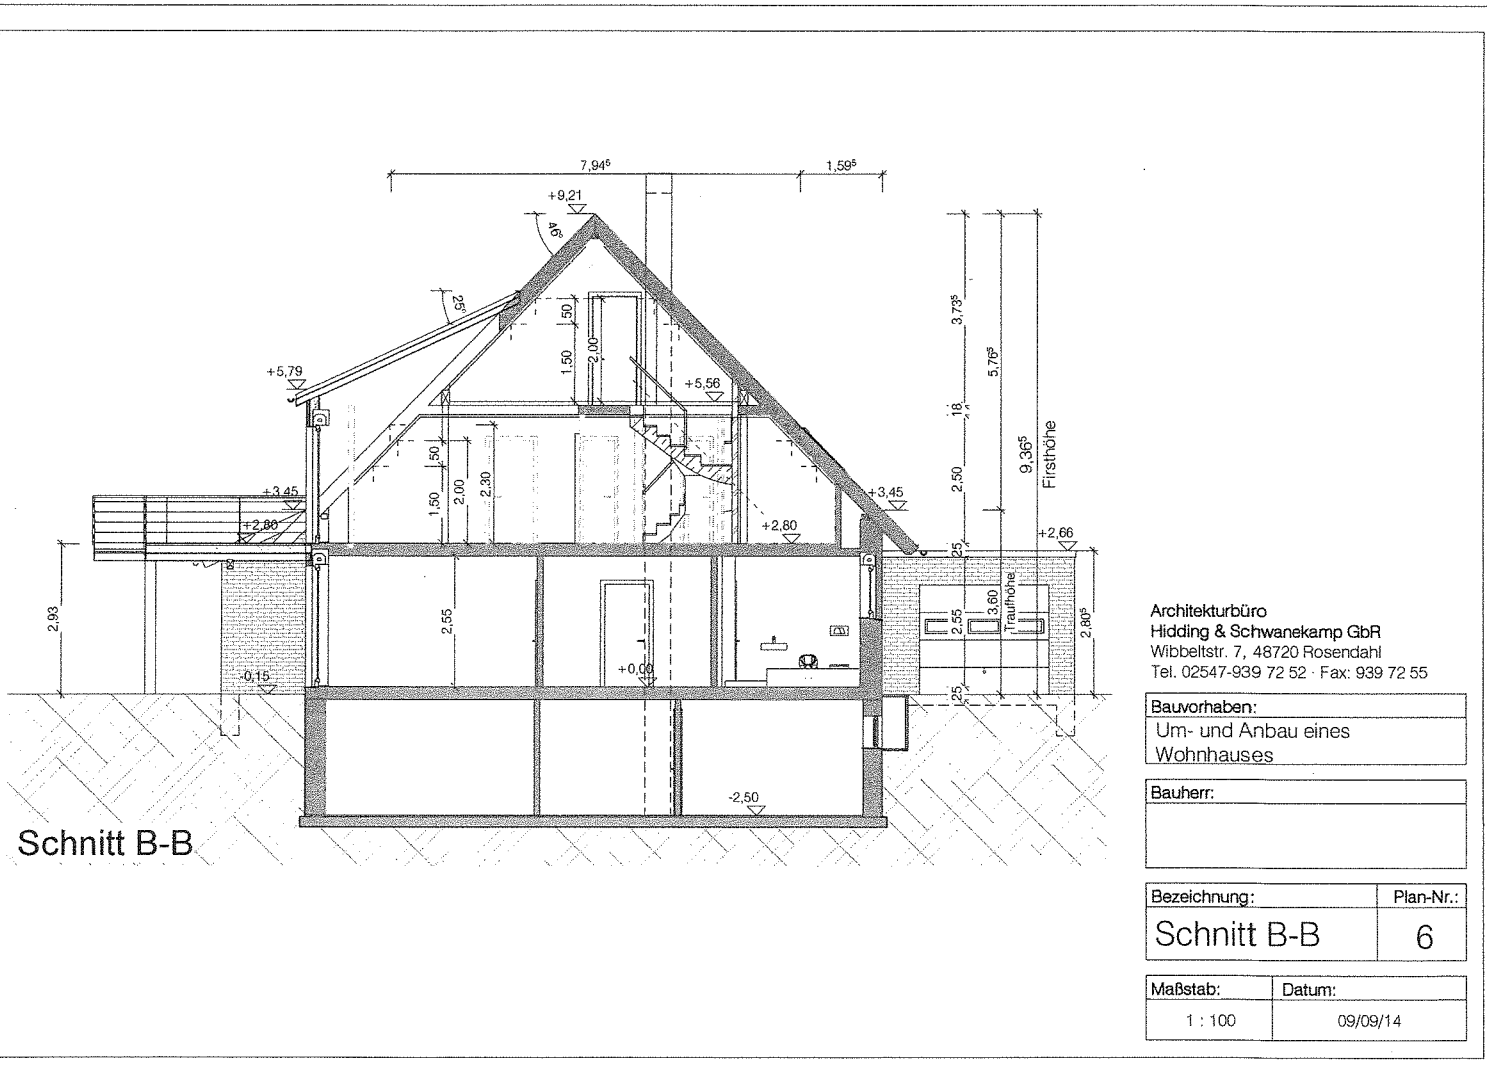 7,94⁵
1,59⁵
+9,21
46°
25°
+5,79
50
1,50
2,00
+5,56
3,73⁵
5,76⁵
18
9,36⁵
Firsthöhe
50
1,50
2,00
2,30
2,50
+3,45
+3,45
+2,80
+2,80
25
+2,66
2,93
2,55
2,55
3,60
Traufhöhe
2,80⁵
+0,00
-0,15
25
-2,50
Schnitt B-B
Architekturbüro
Hidding & Schwanekamp GbR
Wibbeltstr. 7, 48720 Rosendahl
Tel. 02547-939 72 52 · Fax: 939 72 55
Bauvorhaben:
Um- und Anbau eines
Wohnhauses
Bauherr:
Bezeichnung: Plan-Nr.:
Schnitt B-B 6
Maßstab: Datum:
1 : 100 09/09/14